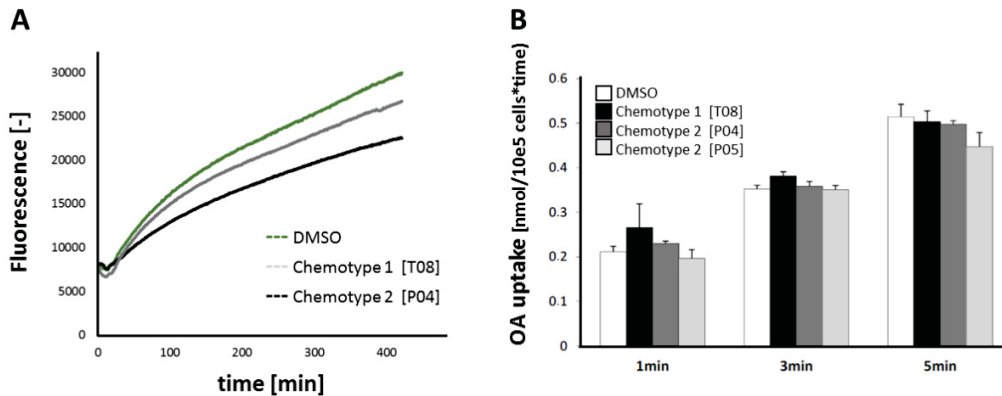 A
Fluorescence [-]
30000
25000
20000
15000
10000
5000
0
DMSO
Chemotype 1 [T08]
Chemotype 2 [P04]
0 100 200 300 400
time [min]
B
OA uptake [nmol/10e5 cells*time)
0.6
0.5
0.4
0.3
0.2
0.1
0
DMSO
Chemotype 1 [T08]
Chemotype 2 [P04]
Chemotype 2 [P05]
1min 3min 5min